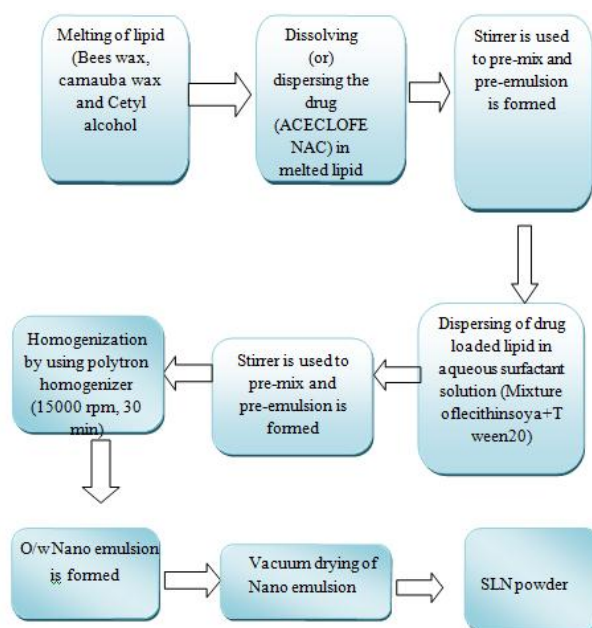 Melting of lipid
(Bees wax,
carnauba wax
and Cetyl
alcohol
Dissolving
(or)
dispersing the
drug
(ACECLOFE
NAC) in
melted lipid
Stirrer is used
to pre-mix and
pre-emulsion
is formed
Dispersing of drug
loaded lipid in
aqueous surfactant
solution (Mixture
oflecithinsoya+T
ween20)
Stirrer is used to
pre-mix and
pre-emulsion is
formed
Homogenization
by using polytron
homogenizer
(15000 rpm, 30
min)
O/w Nano emulsion
is formed
Vacuum drying of
Nano emulsion
SLN powder